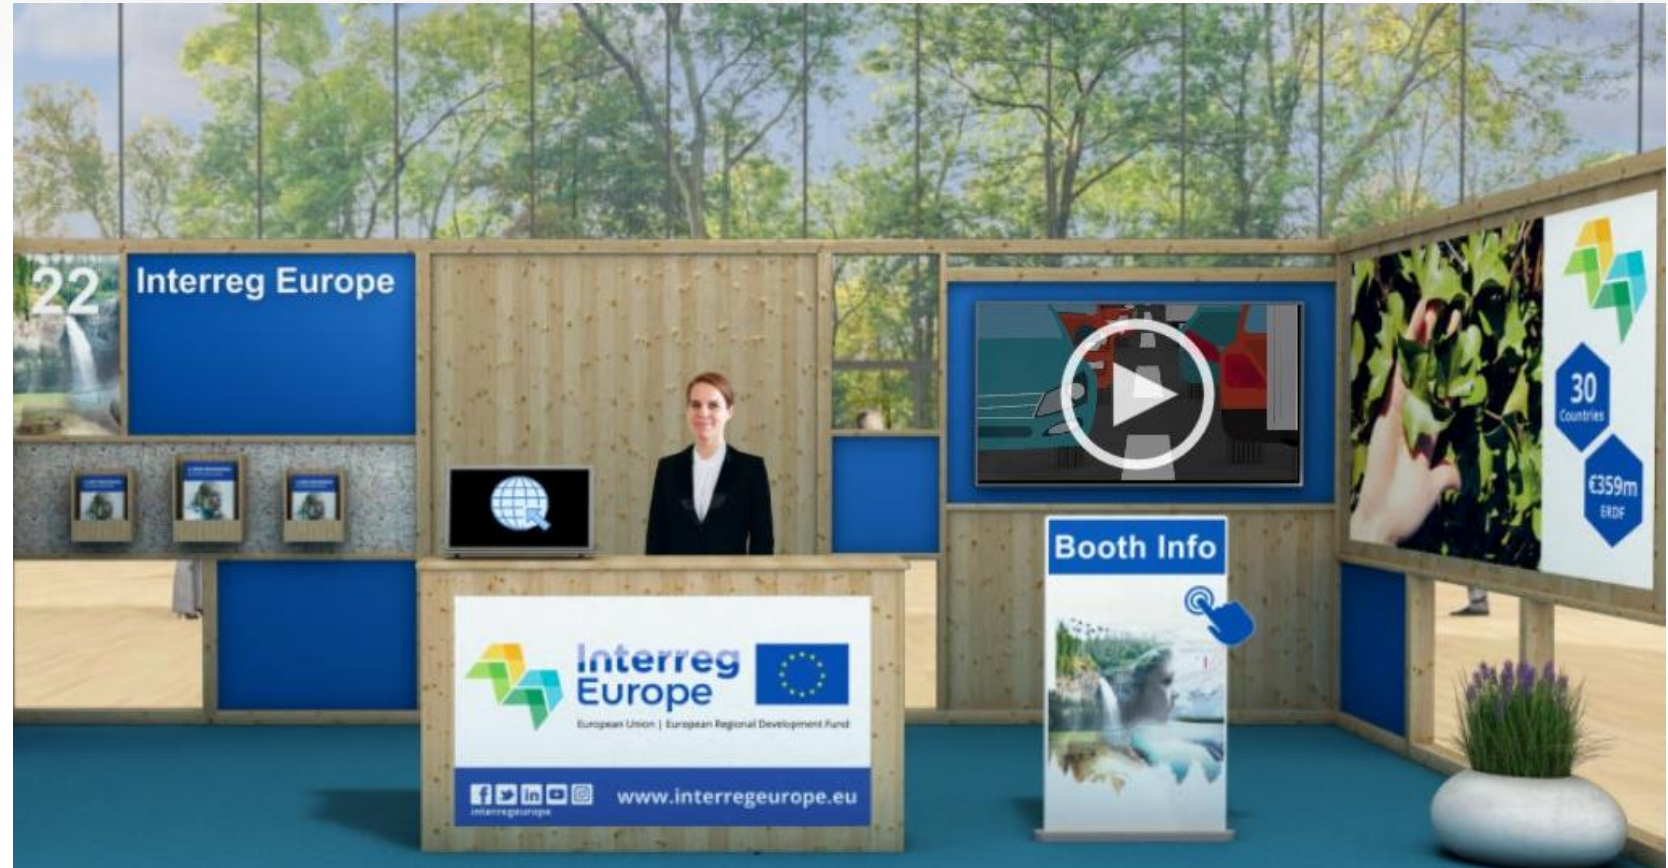 22
Interreg Europe
Booth Info
30
Countries
€359m
ERDF
Interreg
Europe
European Union | European Regional Development Fund
www.interregeurope.eu
interregeurope